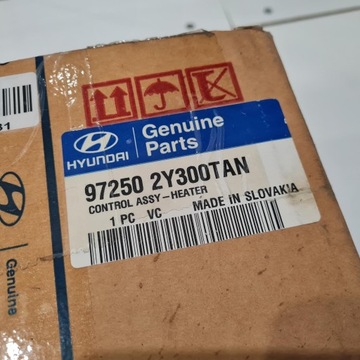 HYUNDAI
Genuine
Parts
97250 2Y300TAN
CONTROL ASSY-HEATER
1 PC VC MADE IN SLOVAKIA
Genuine